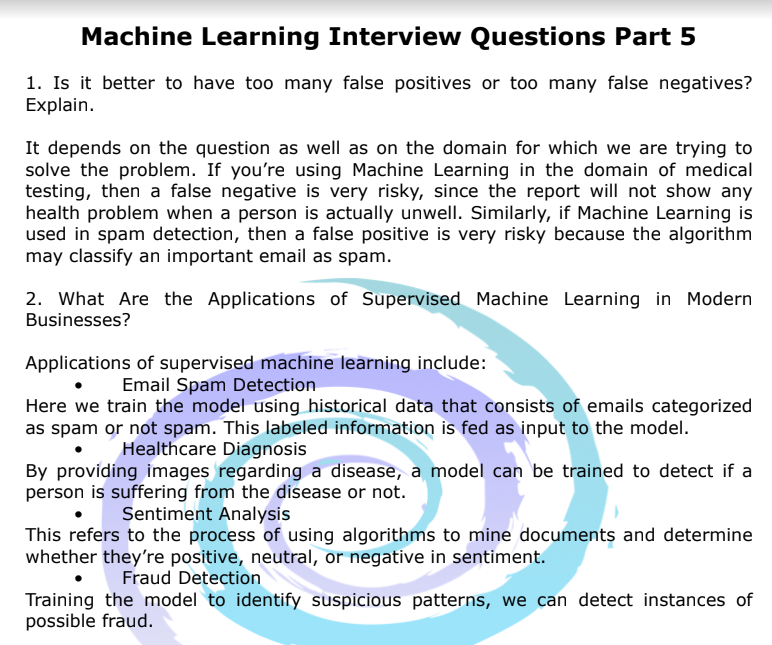 Machine Learning Interview Questions Part 5
1. Is it better to have too many false positives or too many false negatives?
Explain.
It depends on the question as well as on the domain for which we are trying to
solve the problem. If you’re using Machine Learning in the domain of medical
testing, then a false negative is very risky, since the report will not show any
health problem when a person is actually unwell. Similarly, if Machine Learning is
used in spam detection, then a false positive is very risky because the algorithm
may classify an important email as spam.
2. What Are the Applications of Supervised Machine Learning in Modern
Businesses?
Applications of supervised machine learning include:
• Email Spam Detection
Here we train the model using historical data that consists of emails categorized
as spam or not spam. This labeled information is fed as input to the model.
• Healthcare Diagnosis
By providing images regarding a disease, a model can be trained to detect if a
person is suffering from the disease or not.
• Sentiment Analysis
This refers to the process of using algorithms to mine documents and determine
whether they’re positive, neutral, or negative in sentiment.
• Fraud Detection
Training the model to identify suspicious patterns, we can detect instances of
possible fraud.